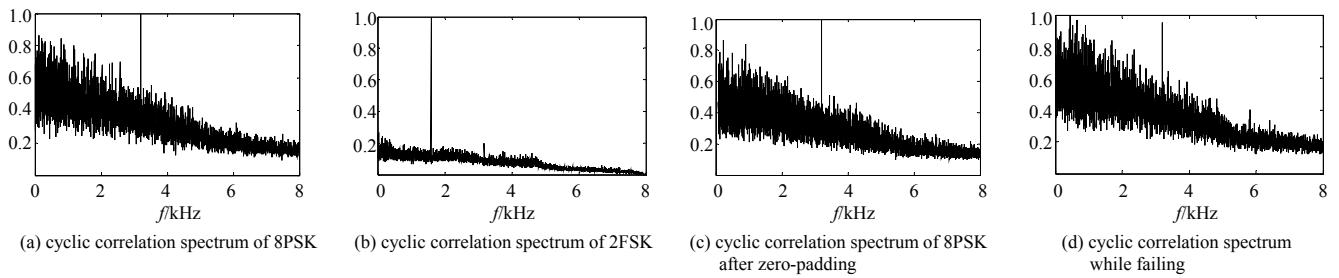 1.0
0.8
0.6
0.4
0.2
0 2 4 6 8
f/kHz
(a) cyclic correlation spectrum of 8PSK
1.0
0.8
0.6
0.4
0.2
0 2 4 6 8
f/kHz
(b) cyclic correlation spectrum of 2FSK
1.0
0.8
0.6
0.4
0.2
0 2 4 6 8
f/kHz
(c) cyclic correlation spectrum of 8PSK
after zero-padding
1.0
0.8
0.6
0.4
0.2
0 2 4 6 8
f/kHz
(d) cyclic correlation spectrum
while failing